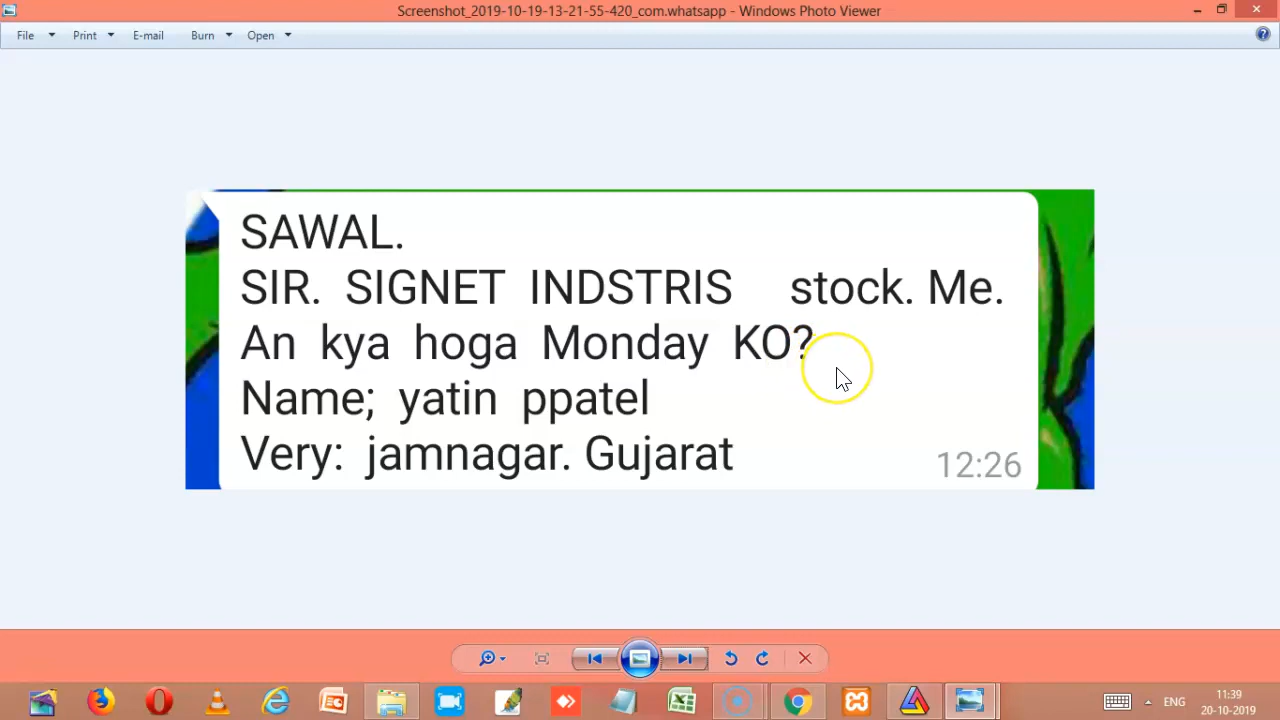 Screenshot_2019-10-19-13-21-55-420_com.whatsapp - Windows Photo Viewer
File Print E-mail Burn Open
SAWAL.
SIR. SIGNET INDSTRIS stock. Me.
An kya hoga Monday KO?
Name; yatin ppatel
Very: jamnagar. Gujarat
12:26
ENG
11:39
20-10-2019